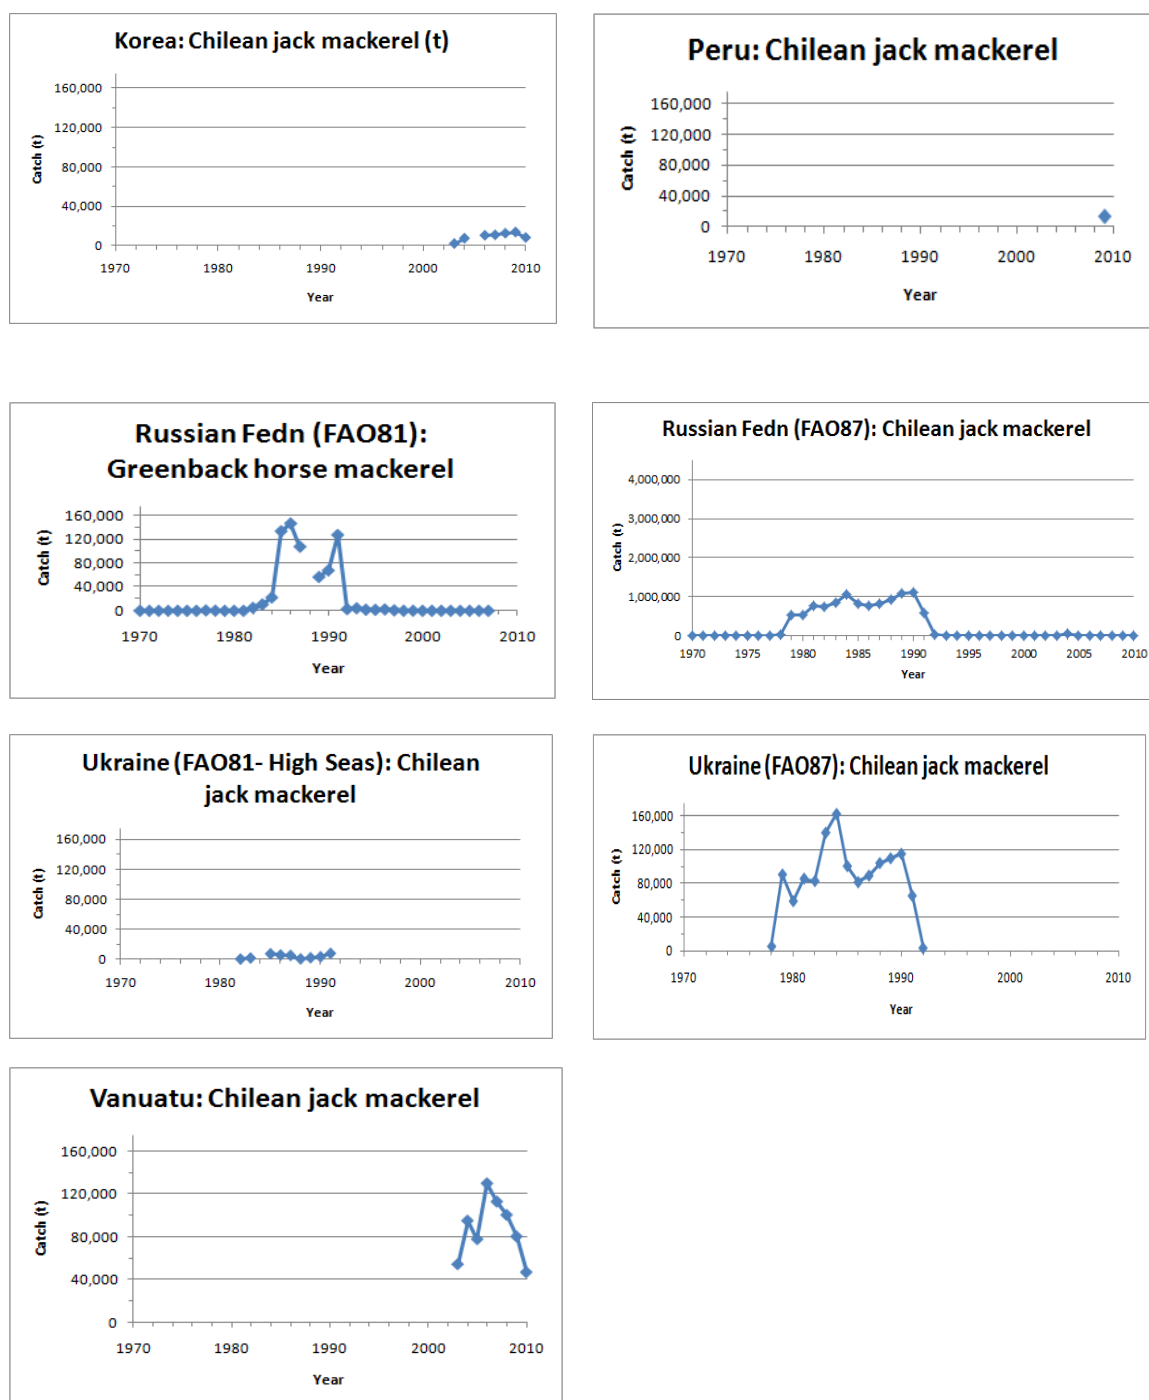 Korea: Chilean jack mackerel (t)
160,000
120,000
80,000
40,000
0
Catch (t)
1970 1980 1990 2000 2010
Year
Peru: Chilean jack mackerel
160,000
120,000
80,000
40,000
0
Catch (t)
1970 1980 1990 2000 2010
Year
Russian Fedn (FAO81):
Greenback horse mackerel
160,000
120,000
80,000
40,000
0
Catch (t)
1970 1980 1990 2000 2010
Year
Russian Fedn (FAO87): Chilean jack mackerel
4,000,000
3,000,000
2,000,000
1,000,000
0
Catch (t)
1970 1975 1980 1985 1990 1995 2000 2005 2010
Year
Ukraine (FAO81- High Seas): Chilean
jack mackerel
160,000
120,000
80,000
40,000
0
Catch (t)
1970 1980 1990 2000 2010
Year
Ukraine (FAO87): Chilean jack mackerel
160,000
120,000
80,000
40,000
0
Catch (t)
1970 1980 1990 2000 2010
Year
Vanuatu: Chilean jack mackerel
160,000
120,000
80,000
40,000
0
Catch (t)
1970 1980 1990 2000 2010
Year